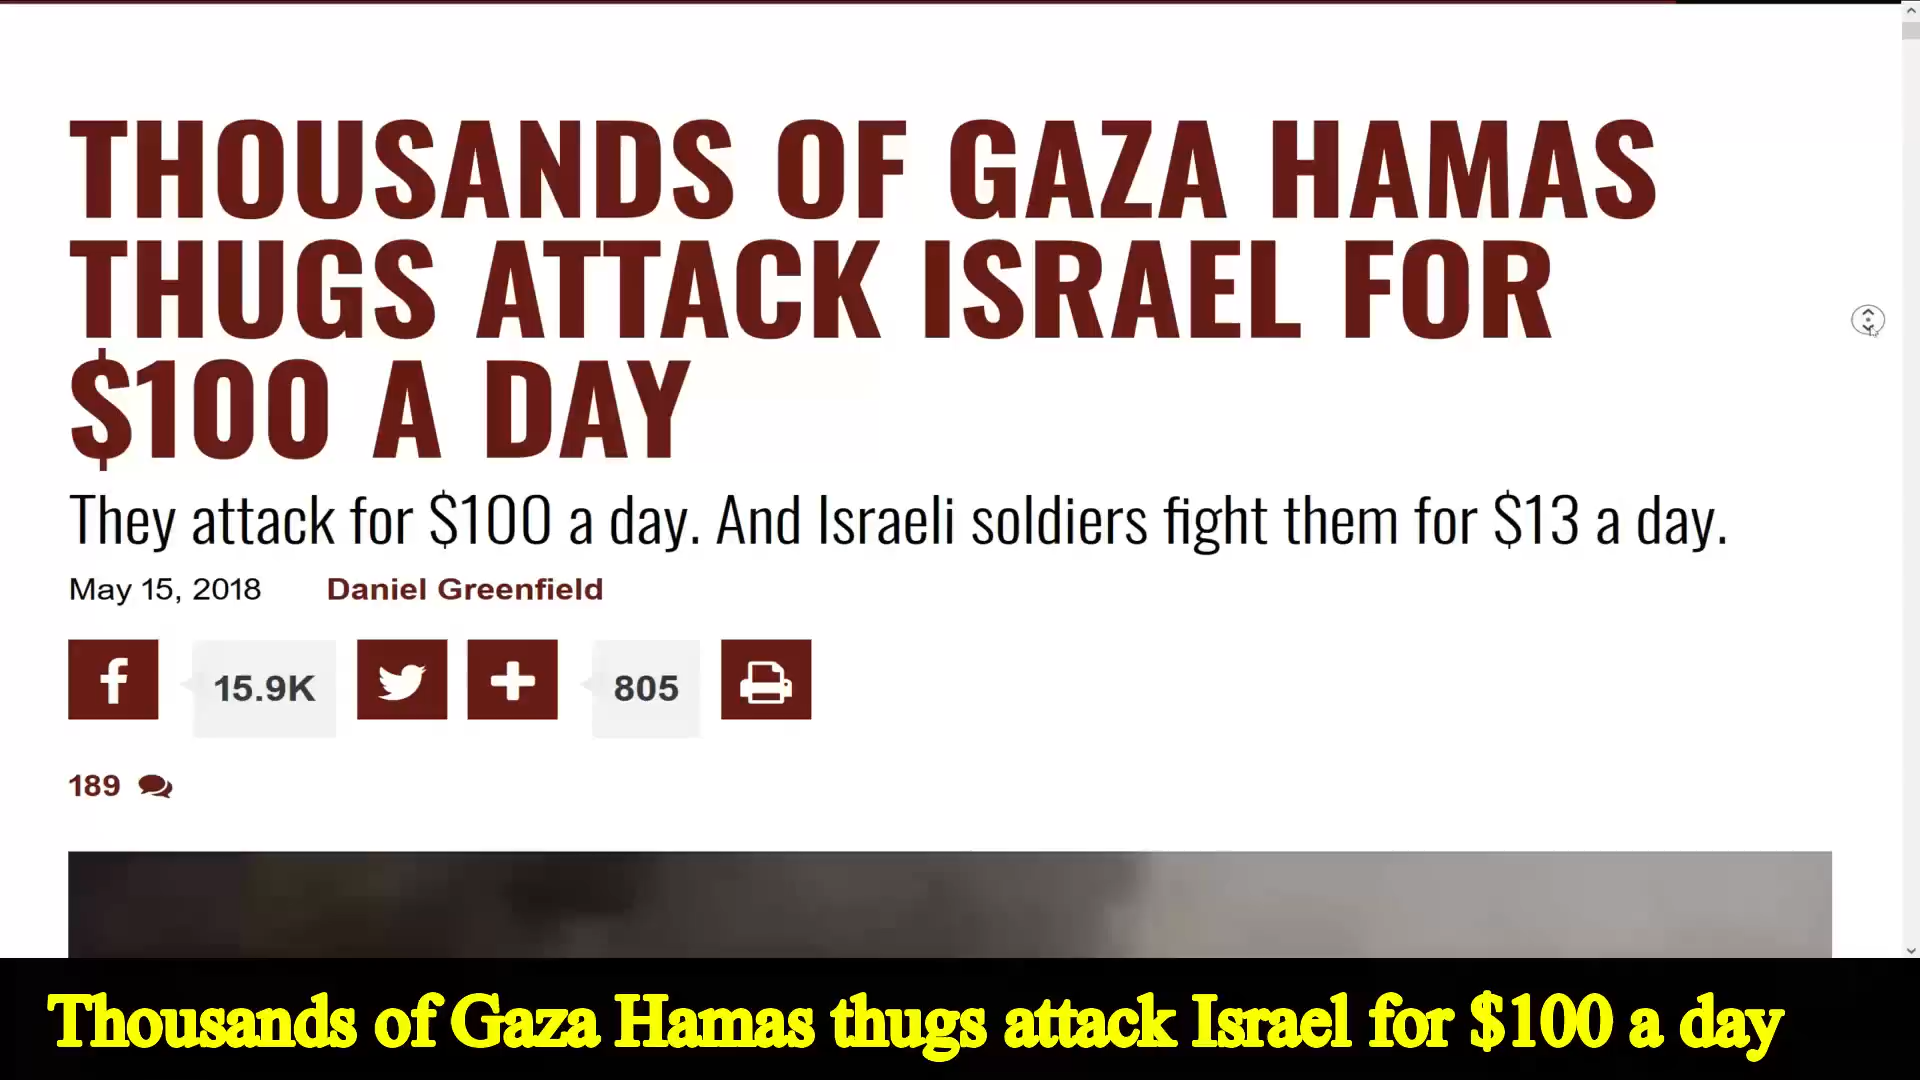 THOUSANDS OF GAZA HAMAS
THUGS ATTACK ISRAEL FOR
$100 A DAY
They attack for $100 a day. And Israeli soldiers fight them for $13 a day.
May 15, 2018 Daniel Greenfield
15.9K 805
189
Thousands of Gaza Hamas thugs attack Israel for $100 a day